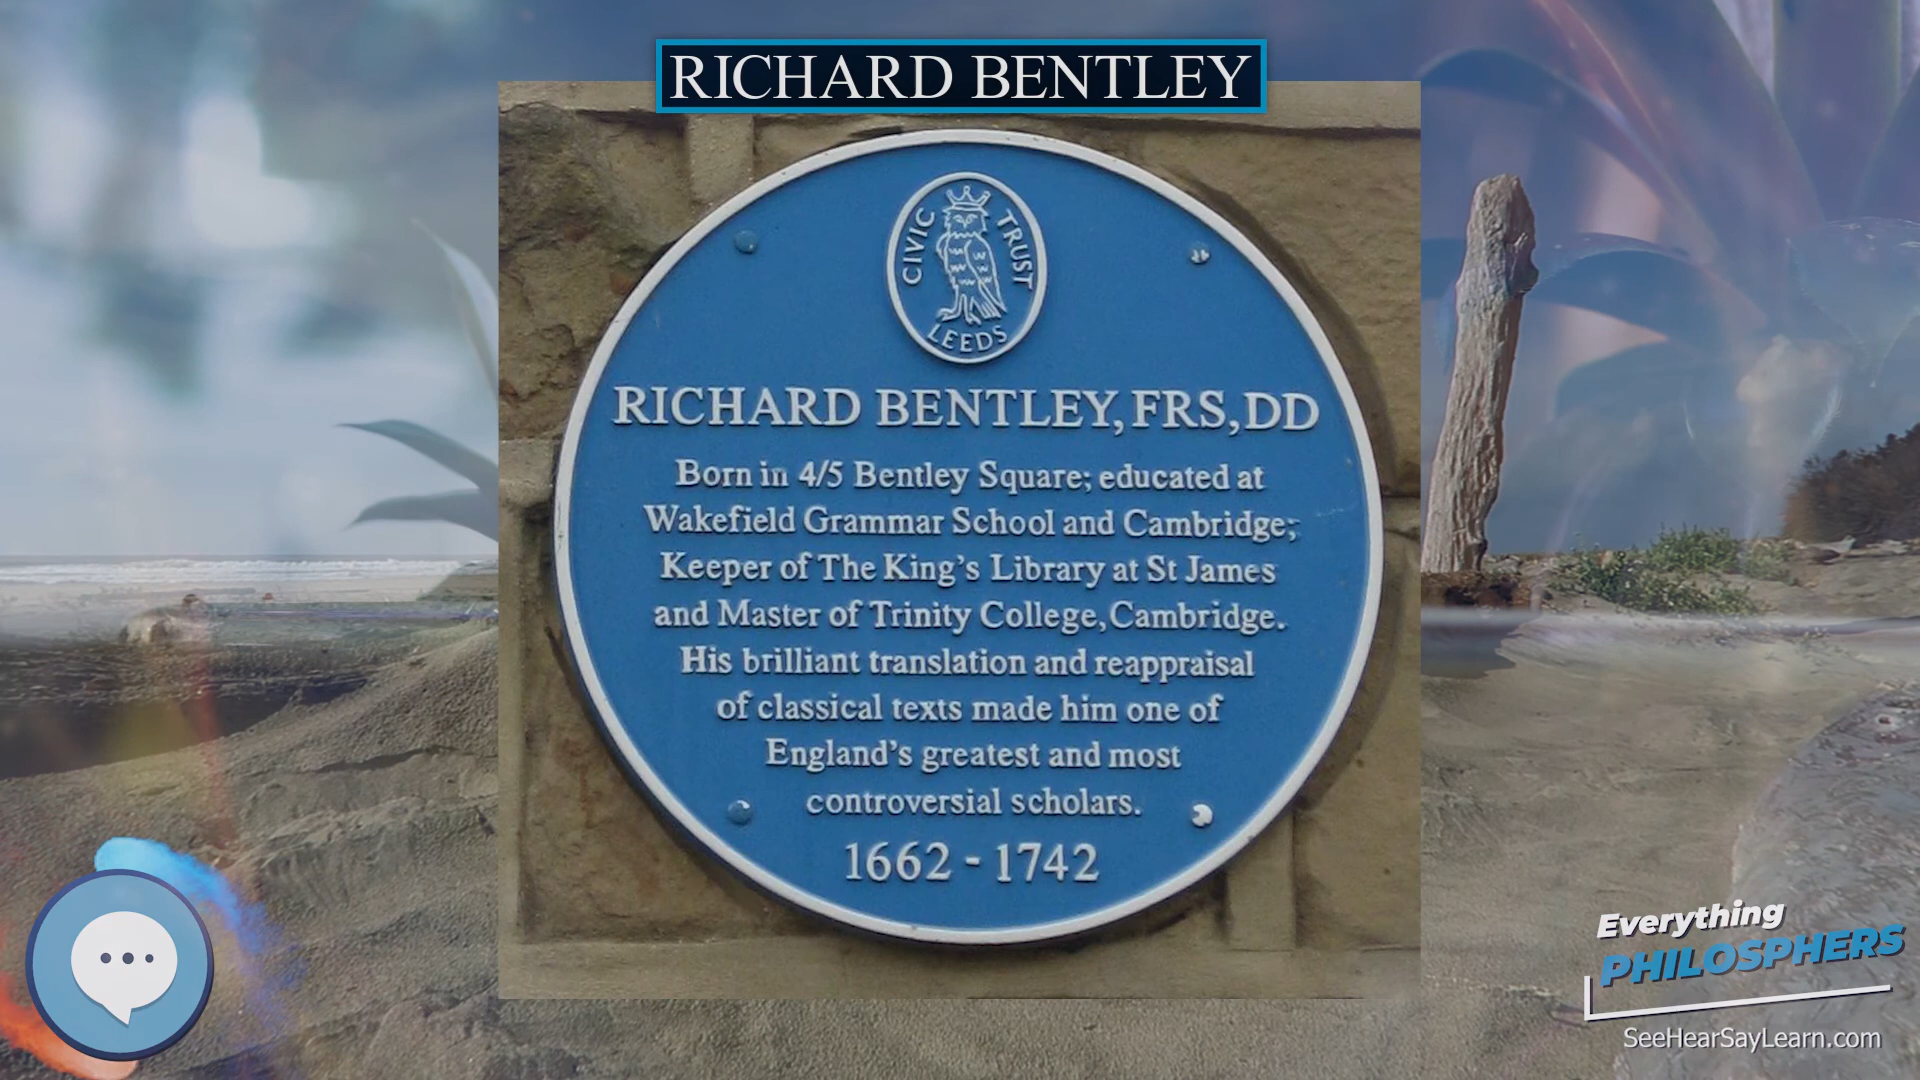 RICHARD BENTLEY
CIVIC TRUST
LEEDS
RICHARD BENTLEY, FRS, DD
Born in 4/5 Bentley Square; educated at
Wakefield Grammar School and Cambridge;
Keeper of The King's Library at St James
and Master of Trinity College, Cambridge.
His brilliant translation and reappraisal
of classical texts made him one of
England's greatest and most
controversial scholars.
1662 - 1742
Everything
PHILOSPHERS
SeeHearSayLearn.com